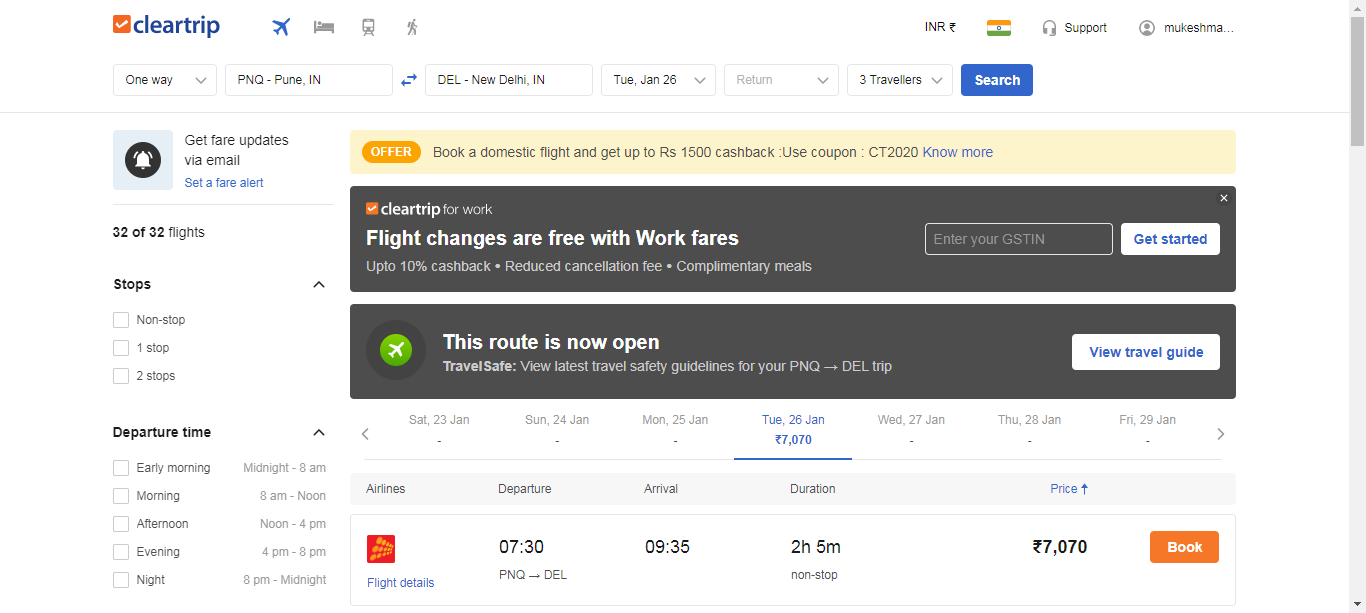 cleartrip
INR ₹
Support
mukeshma...
One way
PNQ - Pune, IN
DEL - New Delhi, IN
Tue, Jan 26
Return
3 Travellers
Search
Get fare updates
via email
Set a fare alert
32 of 32 flights
Stops
Non-stop
1 stop
2 stops
Departure time
Early morning Midnight - 8 am
Morning 8 am - Noon
Afternoon Noon - 4 pm
Evening 4 pm - 8 pm
Night 8 pm - Midnight
OFFER Book a domestic flight and get up to Rs 1500 cashback :Use coupon : CT2020 Know more
cleartrip for work
Flight changes are free with Work fares
Upto 10% cashback • Reduced cancellation fee • Complimentary meals
Enter your GSTIN
Get started
This route is now open
TravelSafe: View latest travel safety guidelines for your PNQ → DEL trip
View travel guide
Sat, 23 Jan Sun, 24 Jan Mon, 25 Jan Tue, 26 Jan Wed, 27 Jan Thu, 28 Jan Fri, 29 Jan
- - - ₹7,070 - - -
Airlines Departure Arrival Duration Price ↑
07:30 09:35 2h 5m ₹7,070 Book
PNQ → DEL non-stop
Flight details